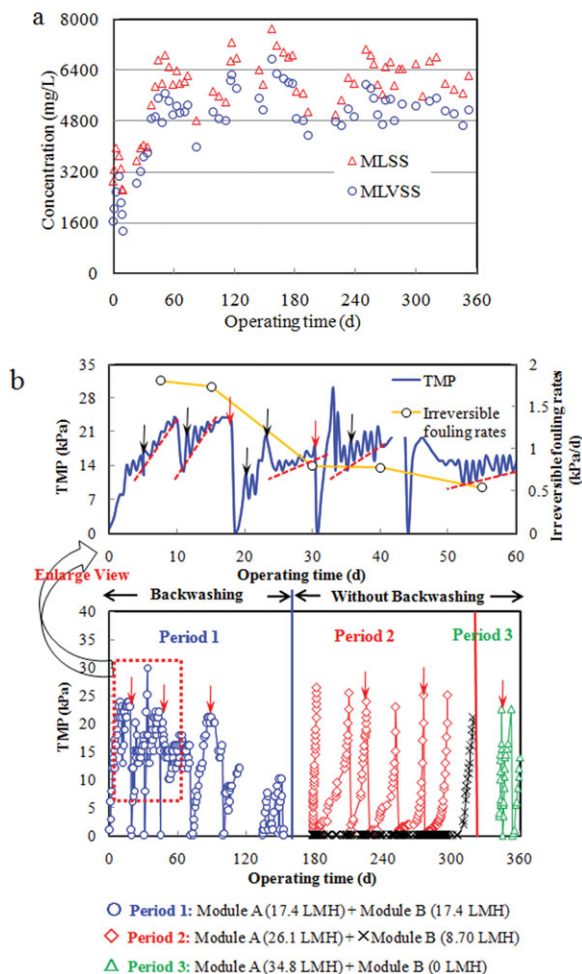 a
8000
6400
4800
3200
1600
0
Concentration (mg/L)
△ MLSS
○ MLVSS
0 60 120 180 240 300 360
Operating time (d)
b
35
28
21
14
7
0
TMP (kPa)
TMP
Irreversible
fouling rates
2
1.5
1
0.5
0
Irreversible fouling rates
(kPa/d)
0 10 20 30 40 50 60
Enlarge View
Operating time (d)
Backwashing
Without Backwashing
40
35
30
25
20
15
10
5
0
TMP (kPa)
Period 1
Period 2
Period 3
0 60 120 180 240 300 360
Operating time (d)
○ Period 1: Module A (17.4 LMH) + Module B (17.4 LMH)
◇ Period 2: Module A (26.1 LMH) + × Module B (8.70 LMH)
△ Period 3: Module A (34.8 LMH) + Module B (0 LMH)